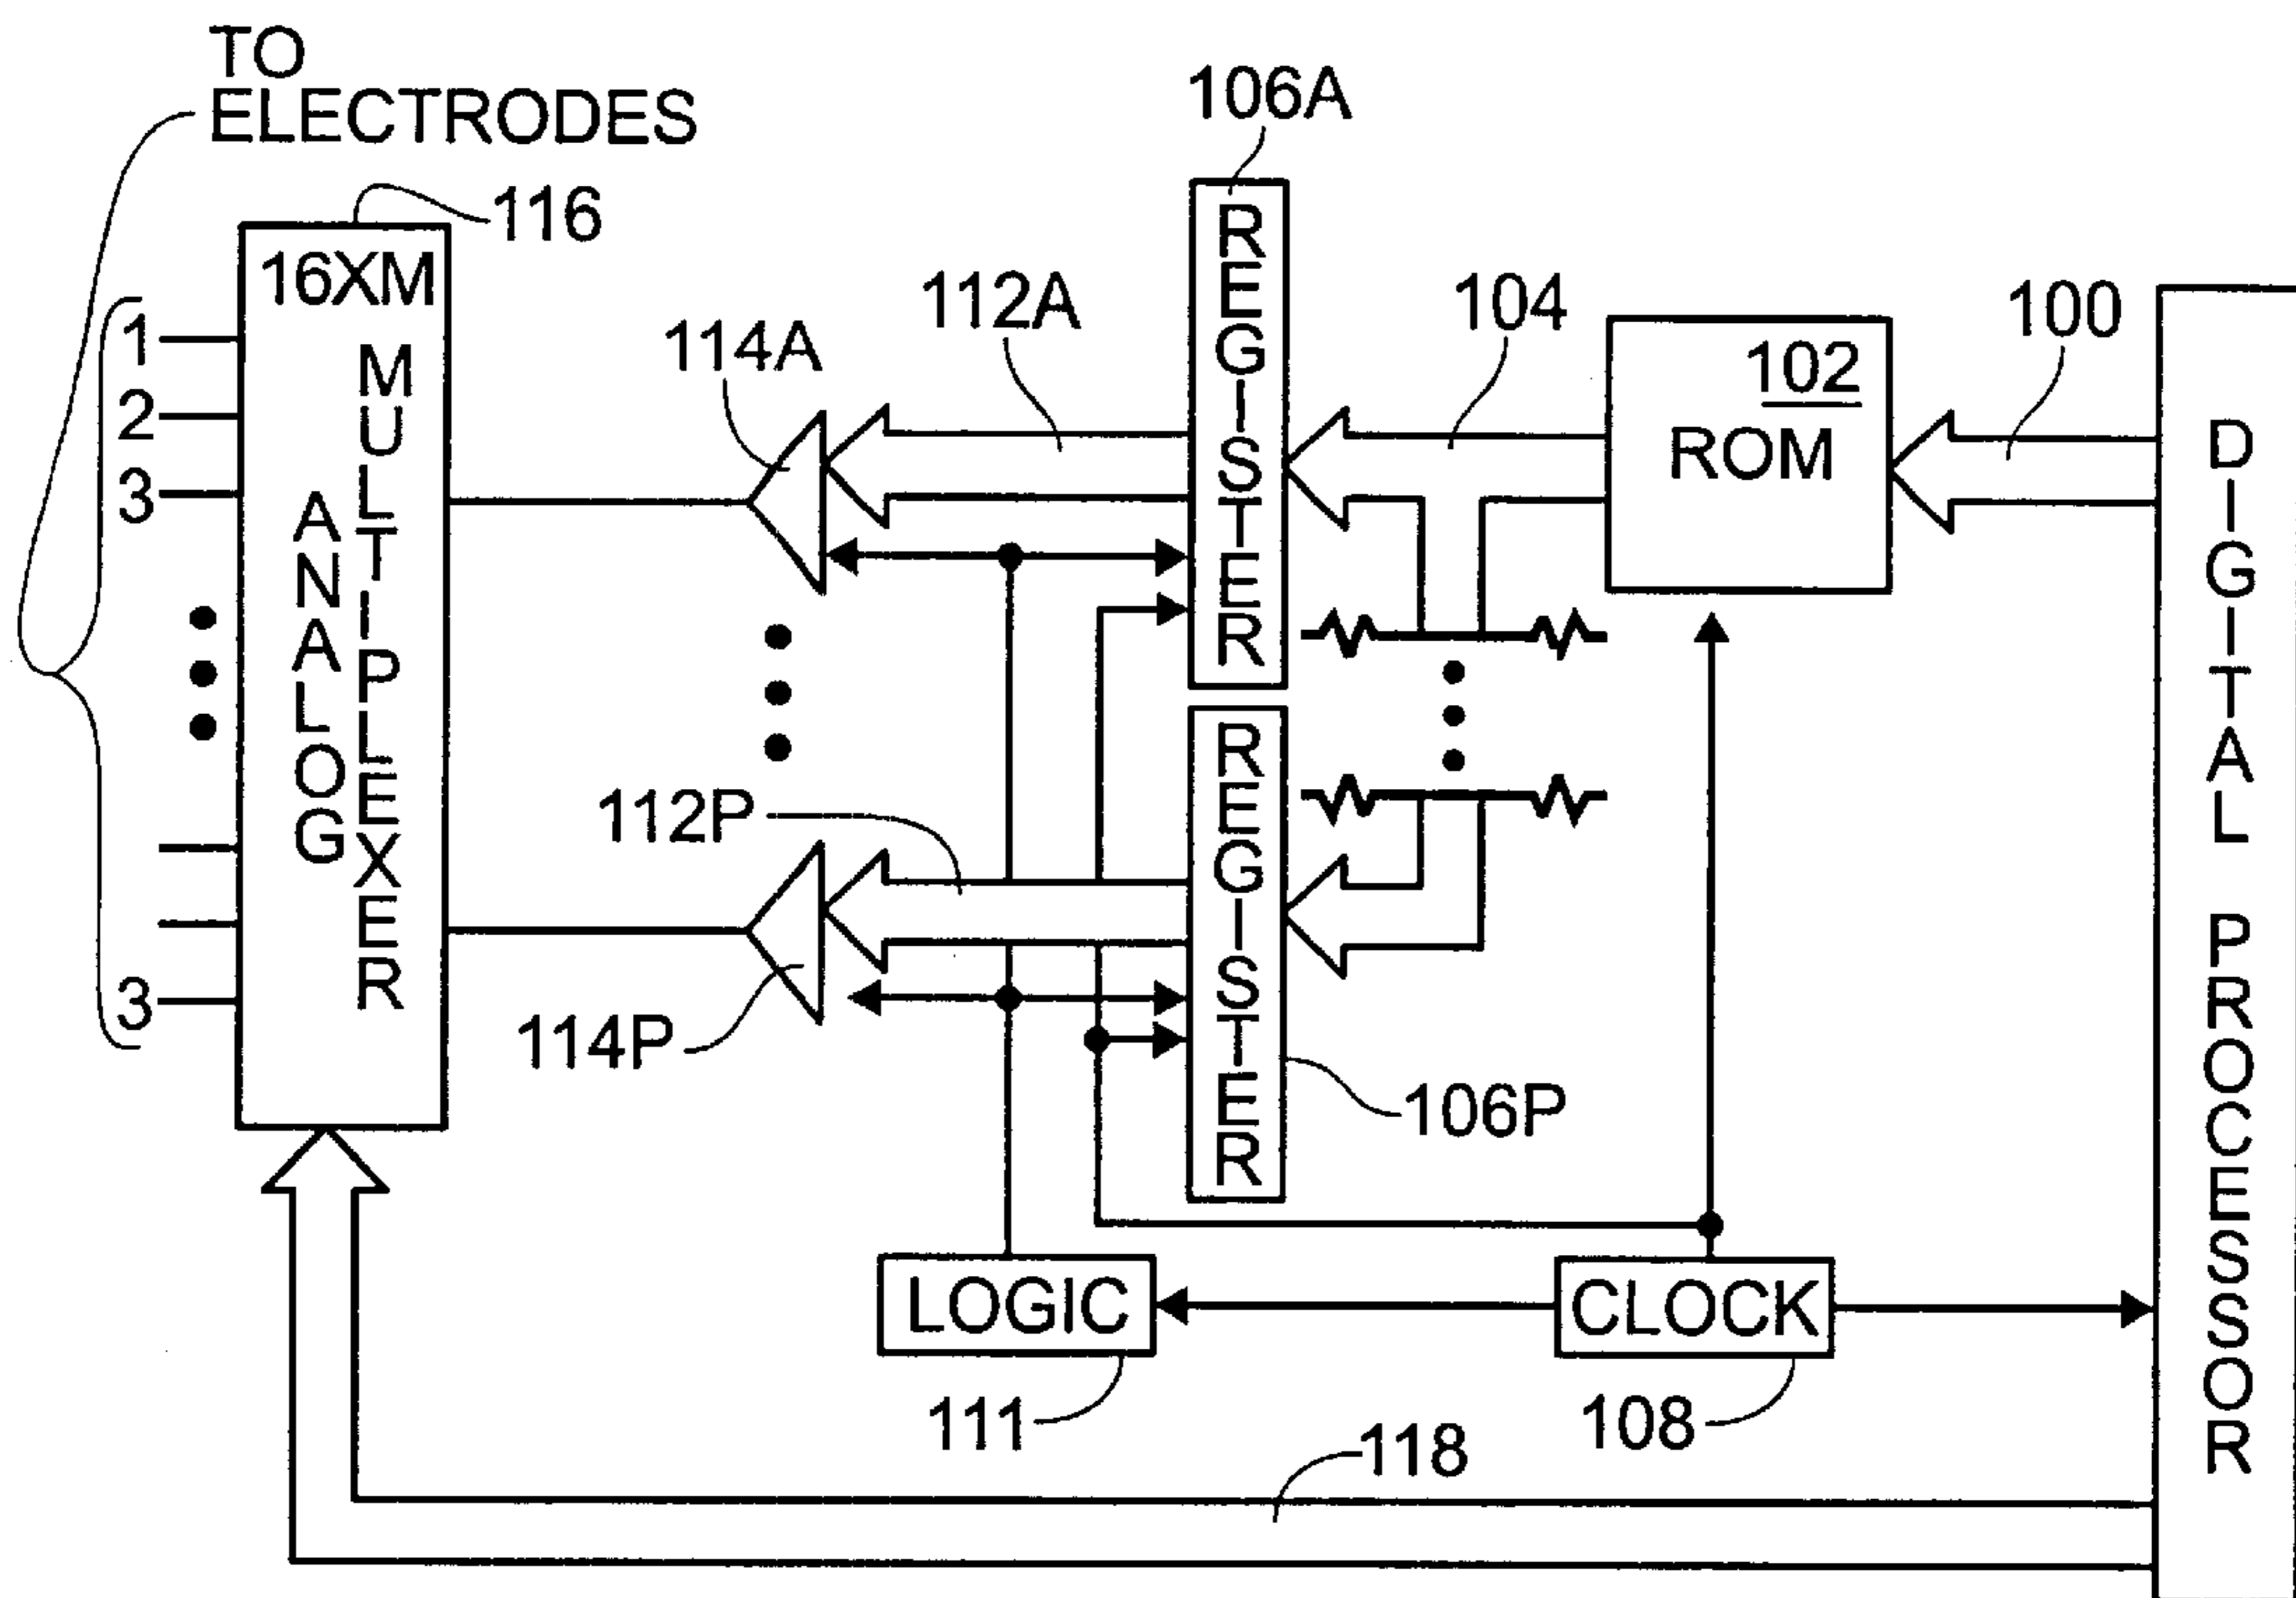 TO
ELECTRODES
106A
116
16XM
112A
104
100
114A
102
ROM
1
2
3
MULTIPLEXER
ANALOG
REGISTER
DIGITAL PROCESSOR
112P
REGISTER
3
114P
106P
LOGIC
CLOCK
111
108
118